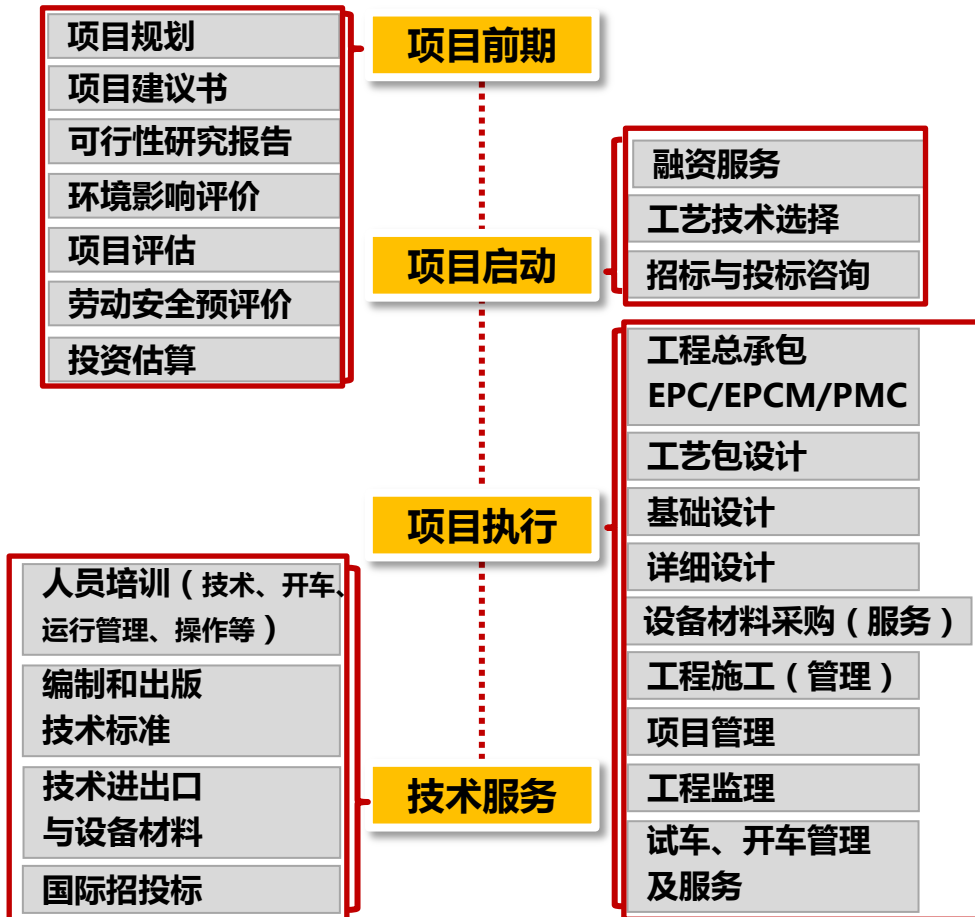 项目前期
项目规划
项目建议书
可行性研究报告
环境影响评价
项目评估
劳动安全预评价
投资估算
项目启动
融资服务
工艺技术选择
招标与投标咨询
项目执行
工程总承包
EPC/EPCM/PMC
工艺包设计
基础设计
详细设计
设备材料采购（服务）
工程施工（管理）
项目管理
工程监理
试车、开车管理
及服务
技术服务
人员培训（技术、开车、
运行管理、操作等）
编制和出版
技术标准
技术进出口
与设备材料
国际招投标